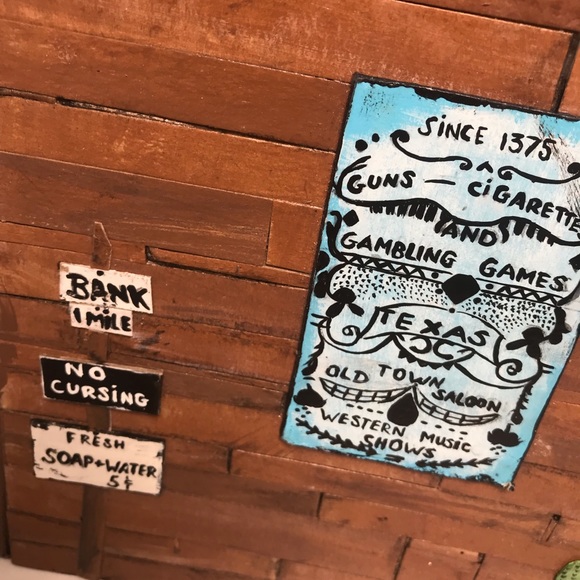 BANK
1 MILE
NO
CURSING
FRESH
SOAP+WATER
5¢
SINCE 1375
GUNS — CIGARETTE
AND
GAMBLING GAMES
TEXAS
OLD TOWN
SALOON
WESTERN MUSIC
SHOWS